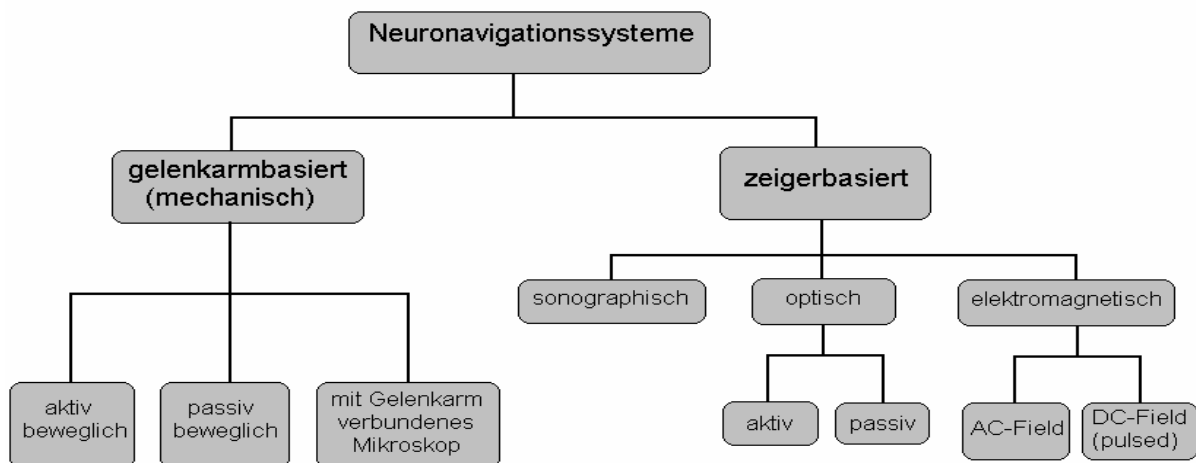 Neuronavigationssysteme
gelenkarmbasiert
(mechanisch)
zeigerbasiert
sonographisch
optisch
elektromagnetisch
aktiv
beweglich
passiv
beweglich
mit Gelenkarm
verbundenes
Mikroskop
aktiv
passiv
AC-Field
DC-Field
(pulsed)